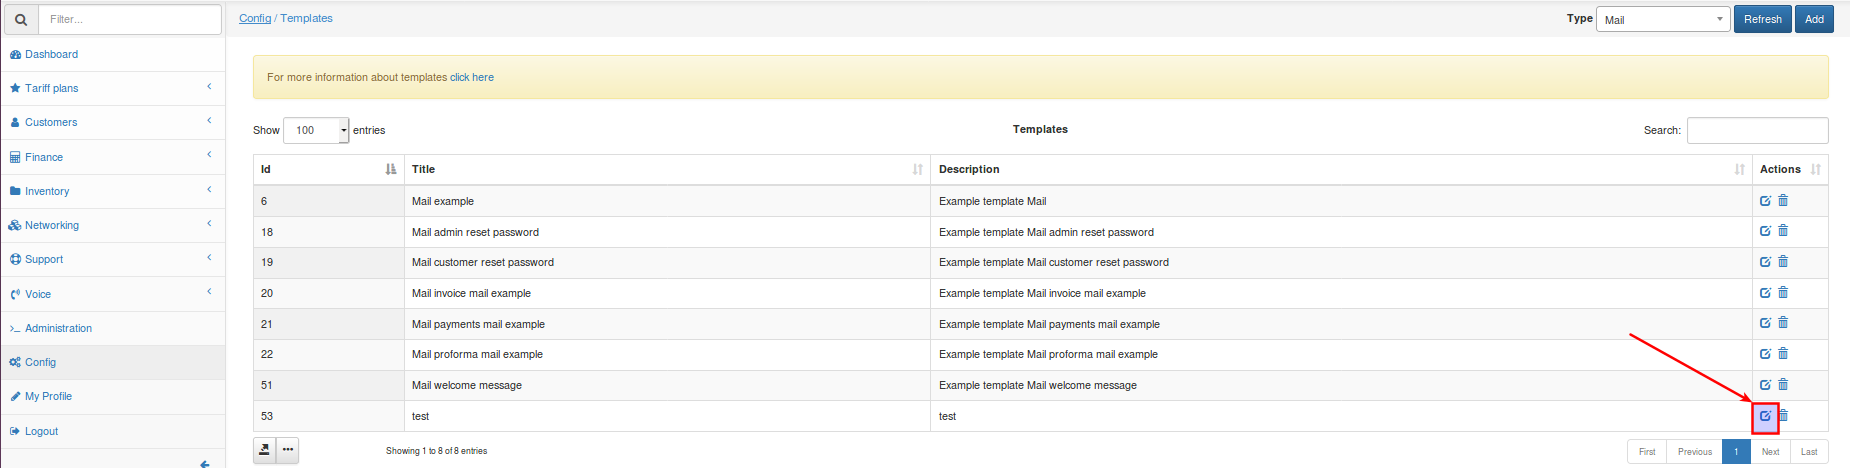 Filter...
Config / Templates
Type
Mail
Refresh
Add
Dashboard
Tariff plans
Customers
Finance
Inventory
Networking
Support
Voice
Administration
Config
My Profile
Logout
For more information about templates click here
Show 100 entries
Templates
Search:
Id Title Description Actions
6 Mail example Example template Mail
18 Mail admin reset password Example template Mail admin reset password
19 Mail customer reset password Example template Mail customer reset password
20 Mail invoice mail example Example template Mail invoice mail example
21 Mail payments mail example Example template Mail payments mail example
22 Mail proforma mail example Example template Mail proforma mail example
51 Mail welcome message Example template Mail welcome message
53 test test
Showing 1 to 8 of 8 entries
First Previous 1 Next Last